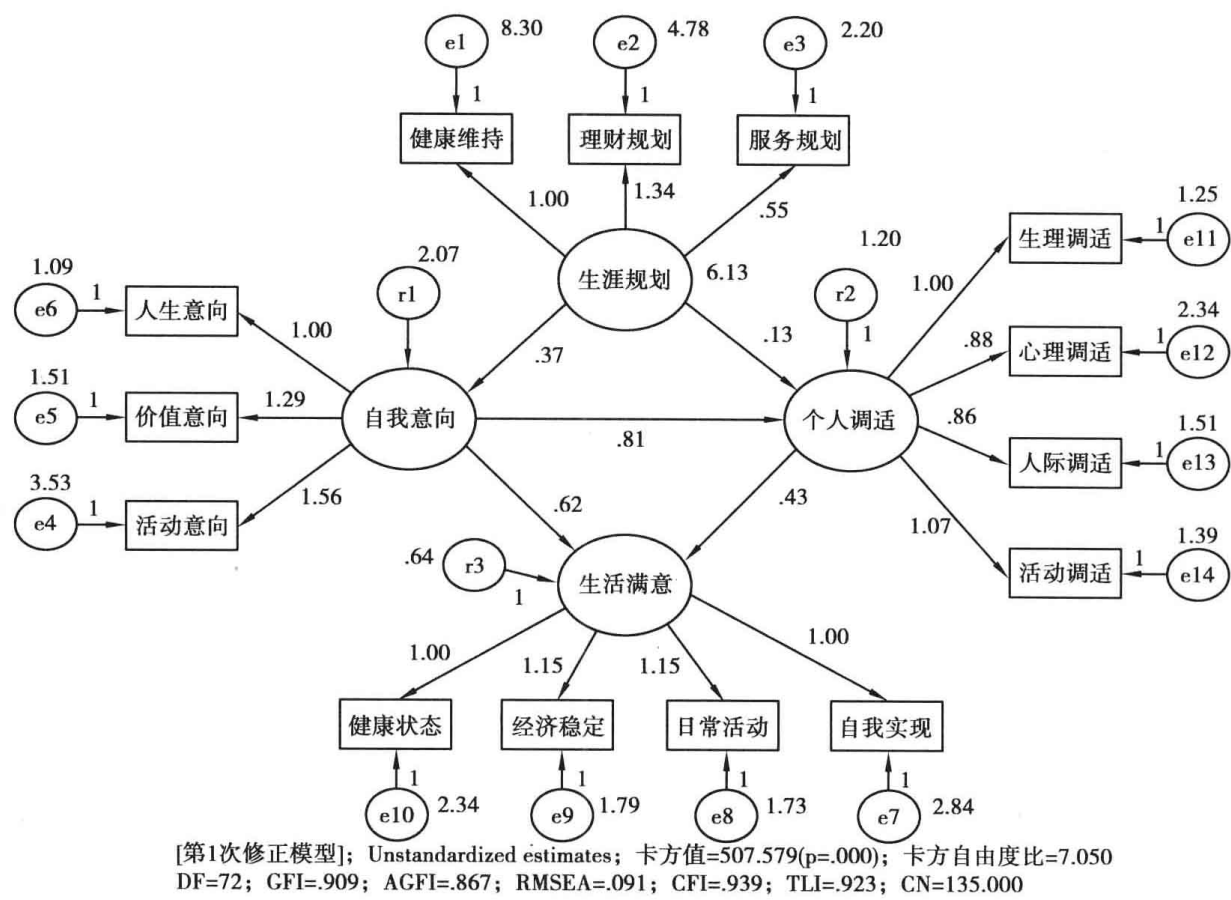 e1 8.30 e2 4.78 e3 2.20
1 1 1
健康维持 理财规划 服务规划
1.00 1.34 .55
1.25
生理调适 1 e11
2.07 生涯规划 6.13 1.20
1.09
e6 1 人生意向 r1 r2 1.00
1.00 1 2.34
.37 .13 .88 心理调适 1 e12
1.51
e5 1 价值意向 1.29 自我意向 .81 个人调适 .86 1.51
人际调适 1 e13
3.53
e4 1 活动意向 1.56 .62 .43 1.07
1.39
.64 r3 1 生活满意 活动调适 1 e14
1.00 1.15 1.15 1.00
健康状态 经济稳定 日常活动 自我实现
1 1 1 1
e10 2.34 e9 1.79 e8 1.73 e7 2.84
[第1次修正模型]；Unstandardized estimates；卡方值=507.579(p=.000)；卡方自由度比=7.050
DF=72；GFI=.909；AGFI=.867；RMSEA=.091；CFI=.939；TLI=.923；CN=135.000